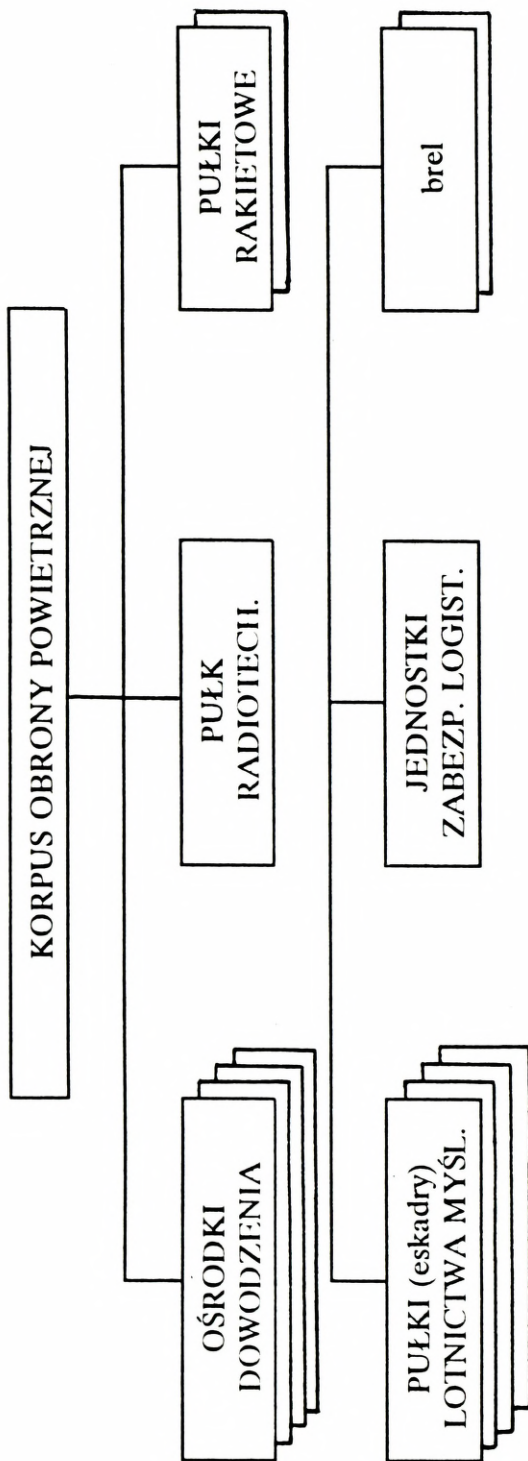 KORPUS OBRONY POWIETRZNEJ
OŚRODKI
DOWODZENIA
PUŁK
RADIOTECH.
PUŁKI
RAKIETOWE
PUŁKI (eskadry)
LOTNICTWA MYŚL.
JEDNOSTKI
ZABEZP. LOGIST.
brel